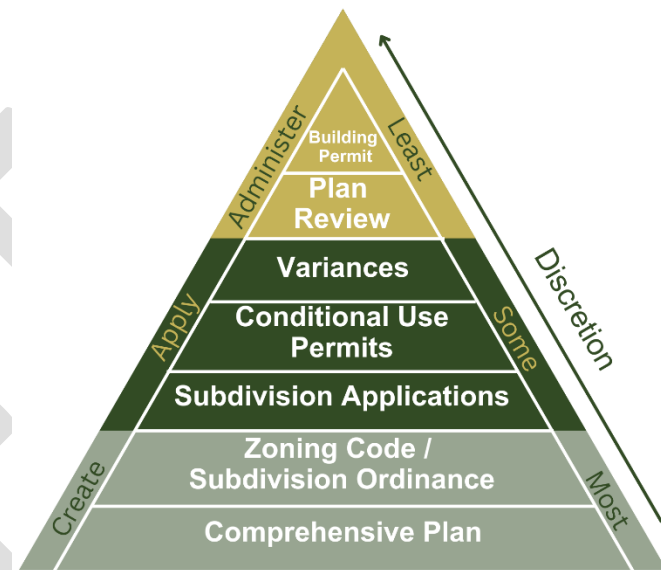 Building
Permit
Plan
Review
Variances
Conditional Use
Permits
Subdivision Applications
Zoning Code /
Subdivision Ordinance
Comprehensive Plan
Administer
Apply
Create
Least
Some
Most
Discretion